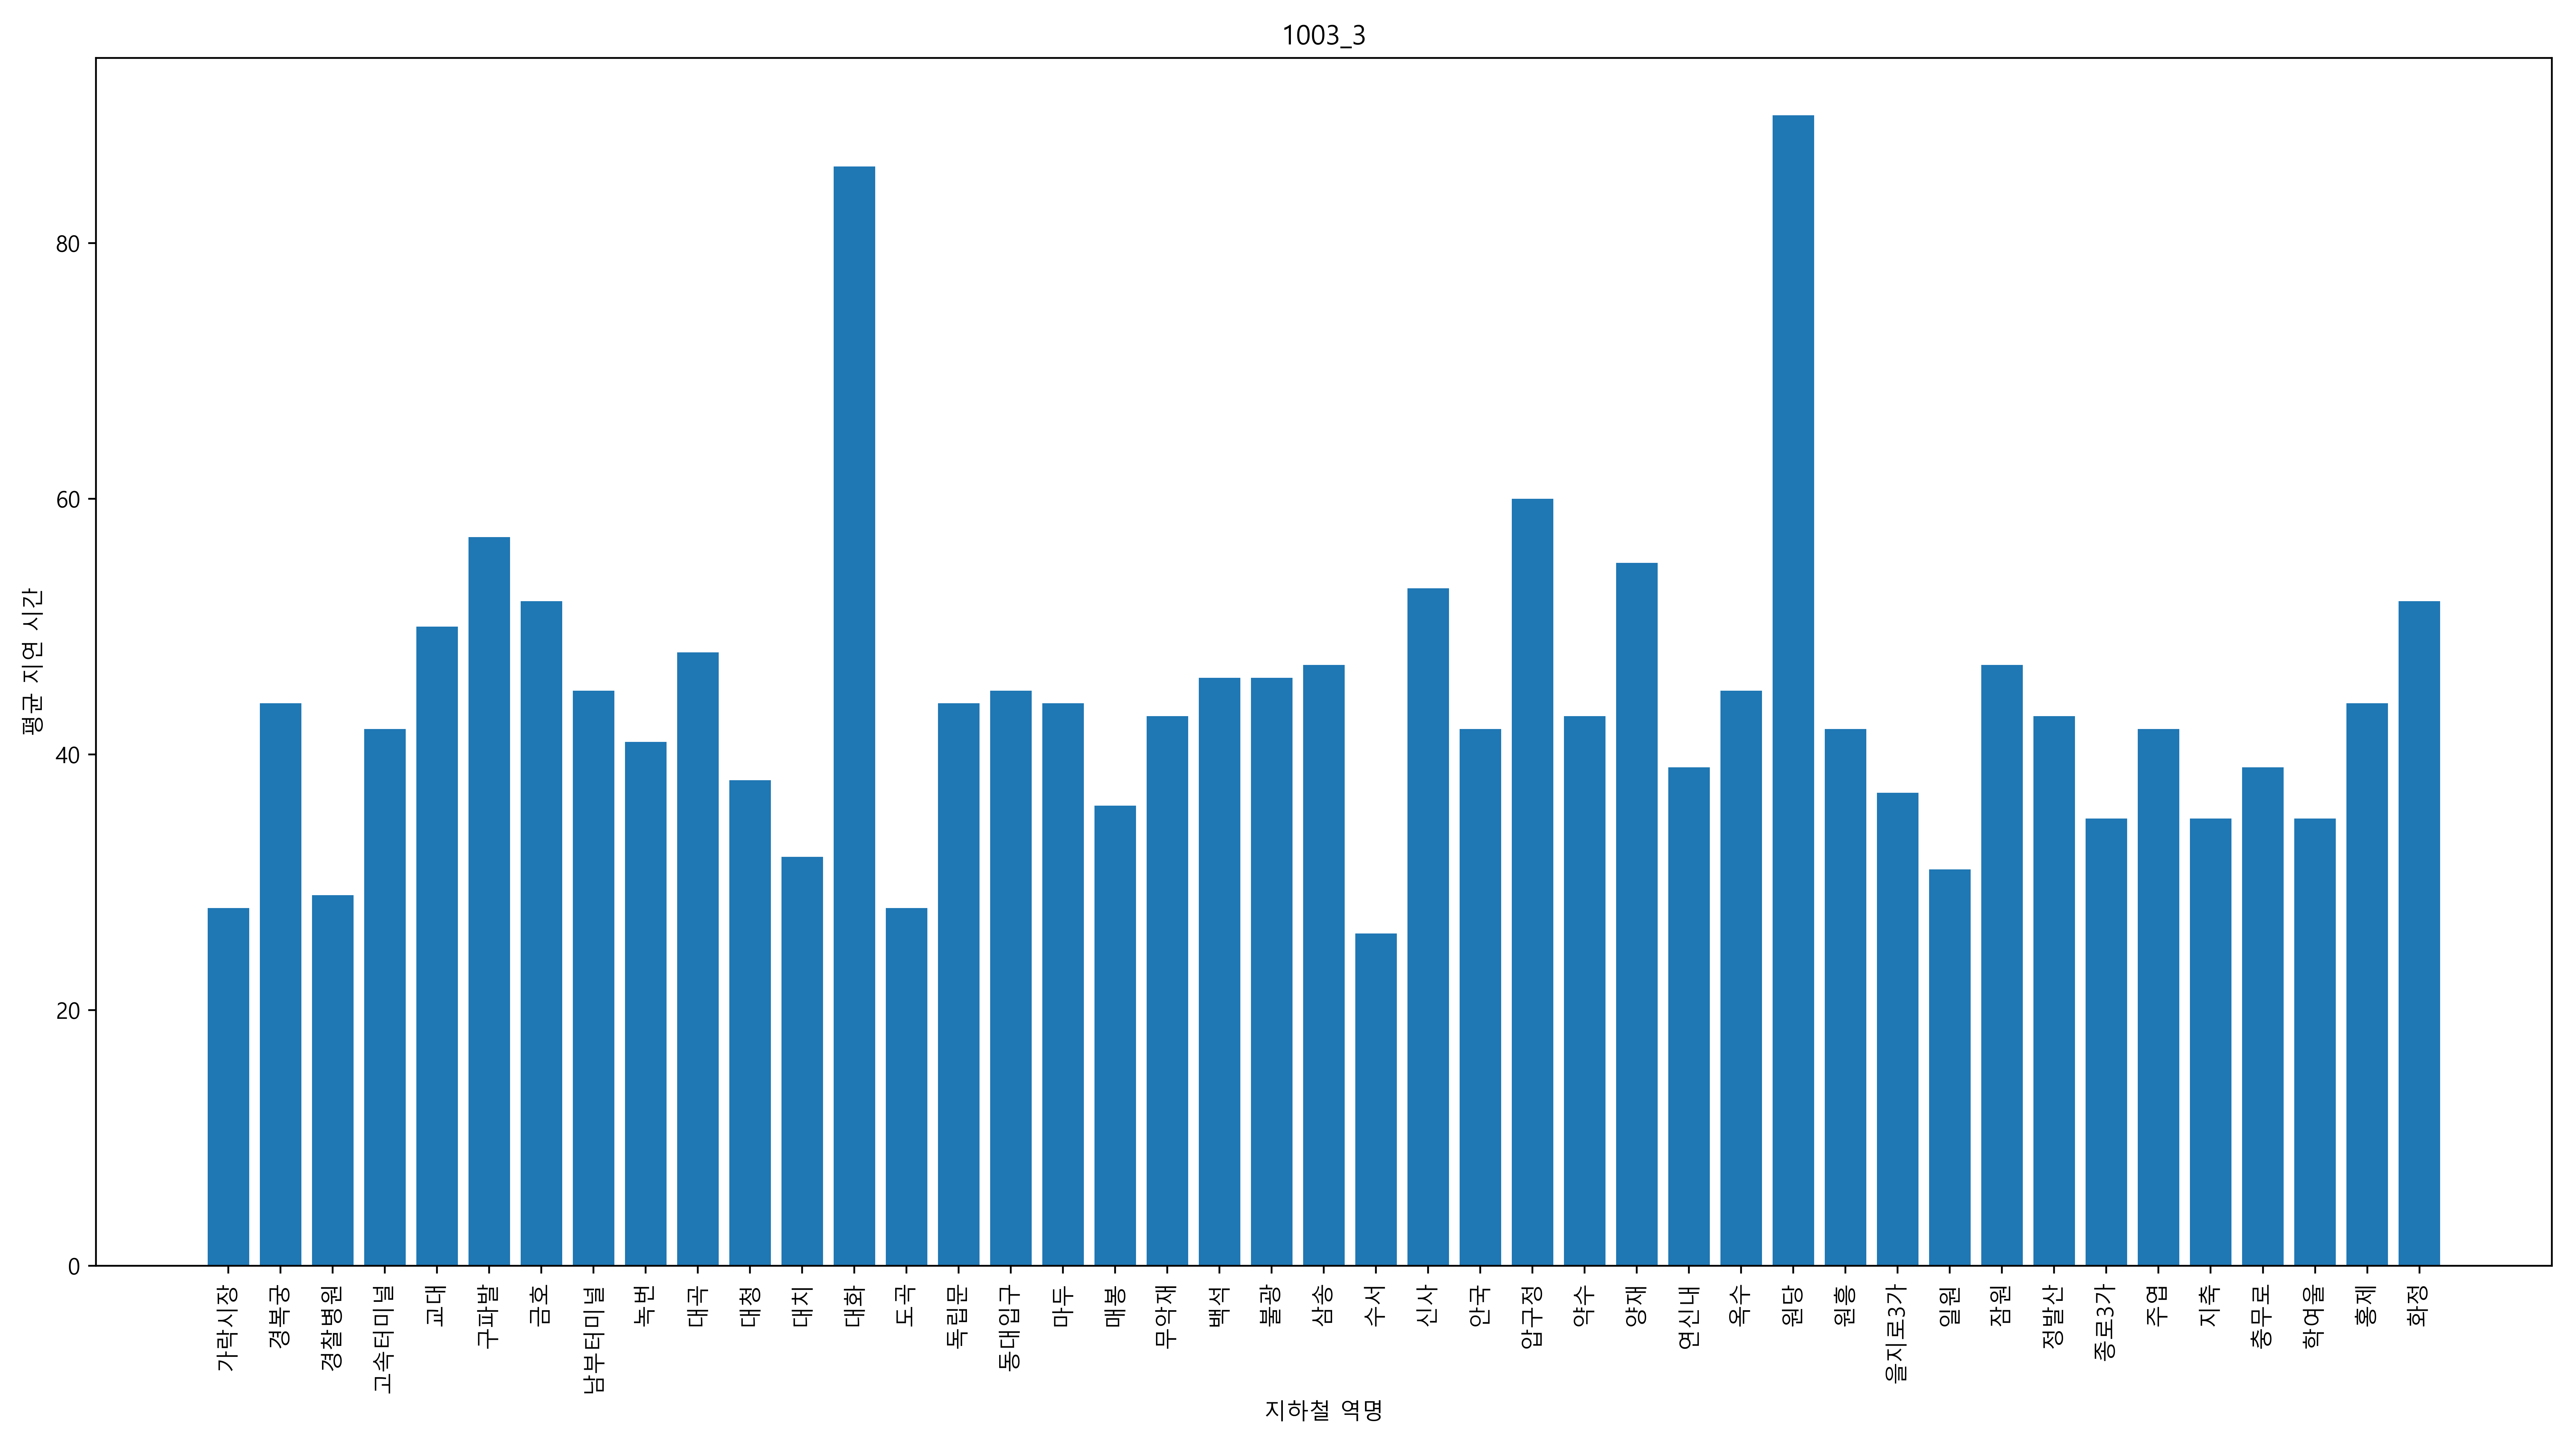 1003_3
평균 지연 시간
80
60
40
20
0
가락시장
경복궁
경찰병원
고속터미널
교대
구파발
금호
남부터미널
녹번
대곡
대청
대치
대화
도곡
독립문
동대입구
마두
매봉
무악재
백석
불광
삼송
수서
신사
안국
압구정
약수
양재
연신내
옥수
원당
원흥
을지로3가
일원
잠원
정발산
종로3가
주엽
지축
충무로
학여울
홍제
화정
지하철 역명